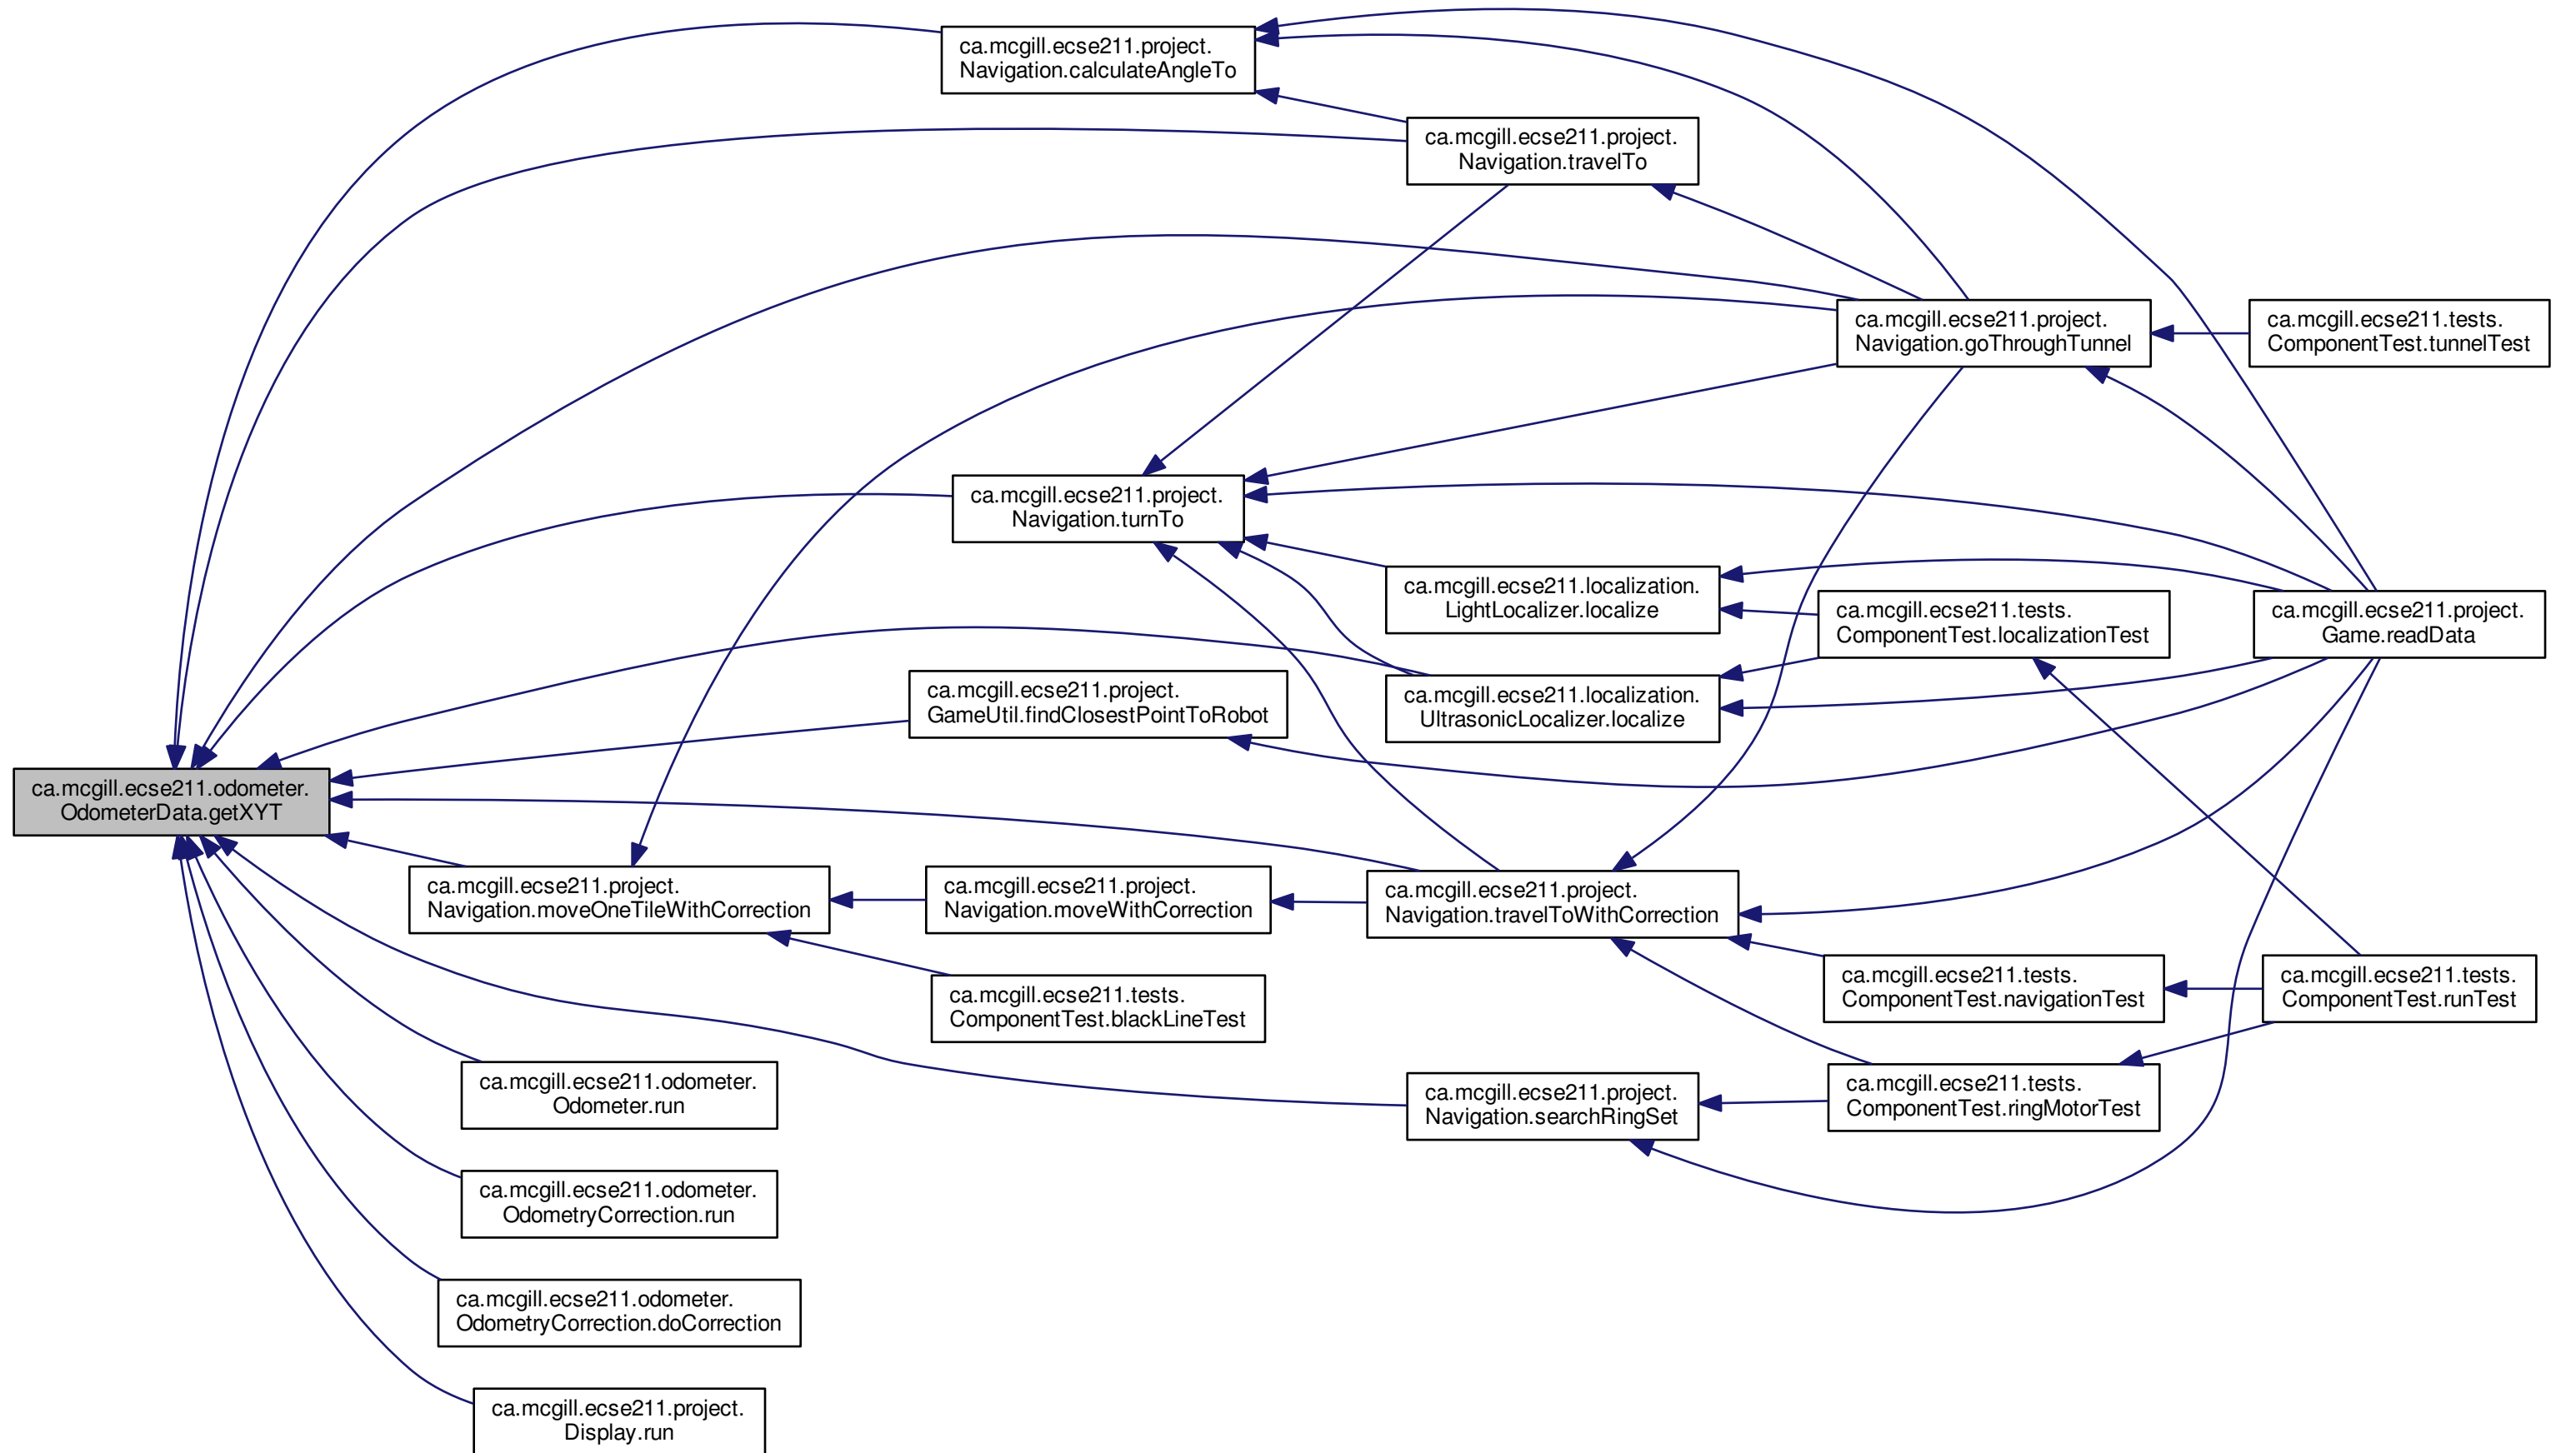 ca.mcgill.ecse211.project.
Navigation.calculateAngleTo
ca.mcgill.ecse211.project.
Navigation.travelTo
ca.mcgill.ecse211.project.
Navigation.goThroughTunnel
ca.mcgill.ecse211.tests.
ComponentTest.tunnelTest
ca.mcgill.ecse211.project.
Navigation.turnTo
ca.mcgill.ecse211.localization.
LightLocalizer.localize
ca.mcgill.ecse211.tests.
ComponentTest.localizationTest
ca.mcgill.ecse211.project.
Game.readData
ca.mcgill.ecse211.project.
GameUtil.findClosestPointToRobot
ca.mcgill.ecse211.localization.
UltrasonicLocalizer.localize
ca.mcgill.ecse211.odometer.
OdometerData.getXYT
ca.mcgill.ecse211.project.
Navigation.moveOneTileWithCorrection
ca.mcgill.ecse211.project.
Navigation.moveWithCorrection
ca.mcgill.ecse211.project.
Navigation.travelToWithCorrection
ca.mcgill.ecse211.tests.
ComponentTest.blackLineTest
ca.mcgill.ecse211.tests.
ComponentTest.navigationTest
ca.mcgill.ecse211.tests.
ComponentTest.runTest
ca.mcgill.ecse211.odometer.
Odometer.run
ca.mcgill.ecse211.project.
Navigation.searchRingSet
ca.mcgill.ecse211.tests.
ComponentTest.ringMotorTest
ca.mcgill.ecse211.odometer.
OdometryCorrection.run
ca.mcgill.ecse211.odometer.
OdometryCorrection.doCorrection
ca.mcgill.ecse211.project.
Display.run